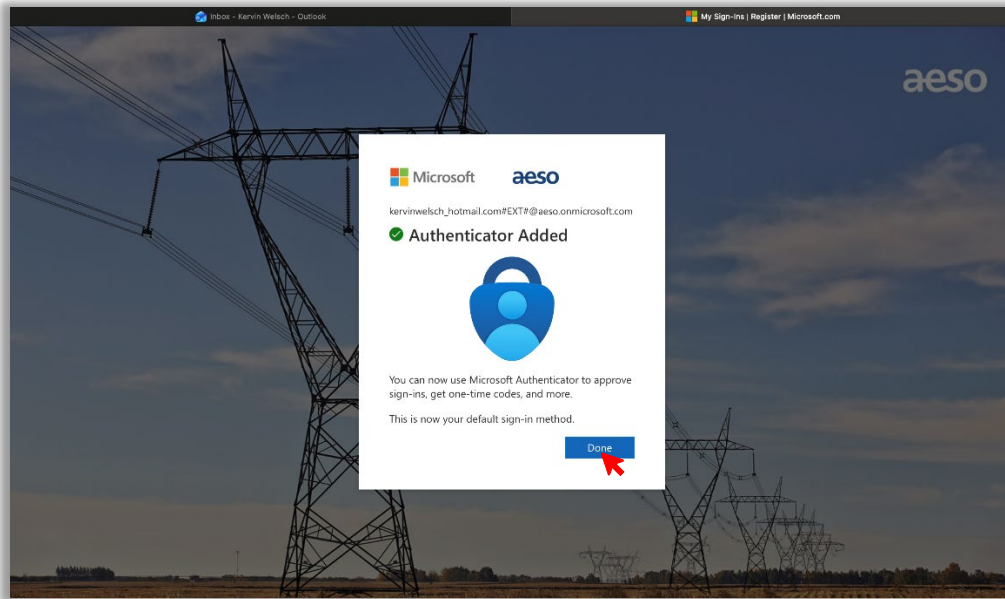 Inbox - Kervin Welsch - Outlook
My Sign-Ins | Register | Microsoft.com
aeso
Microsoft aeso
kervinwelsch_hotmail.com#EXT#@aeso.onmicrosoft.com
Authenticator Added
You can now use Microsoft Authenticator to approve
sign-ins, get one-time codes, and more.
This is now your default sign-in method.
Done